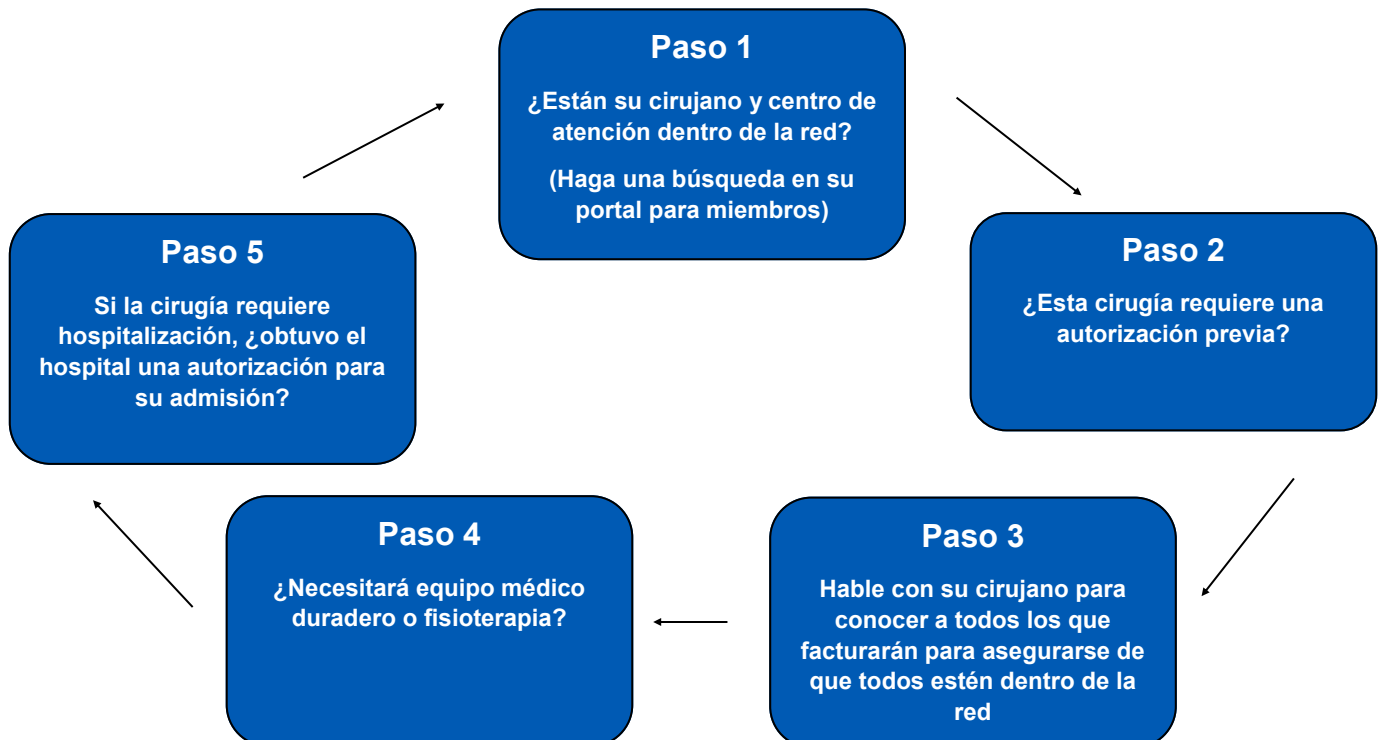 Paso 1
¿Están su cirujano y centro de
atención dentro de la red?
(Haga una búsqueda en su
portal para miembros)
Paso 2
¿Esta cirugía requiere una
autorización previa?
Paso 3
Hable con su cirujano para
conocer a todos los que
facturarán para asegurarse de
que todos estén dentro de la
red
Paso 4
¿Necesitará equipo médico
duradero o fisioterapia?
Paso 5
Si la cirugía requiere
hospitalización, ¿obtuvo el
hospital una autorización para
su admisión?